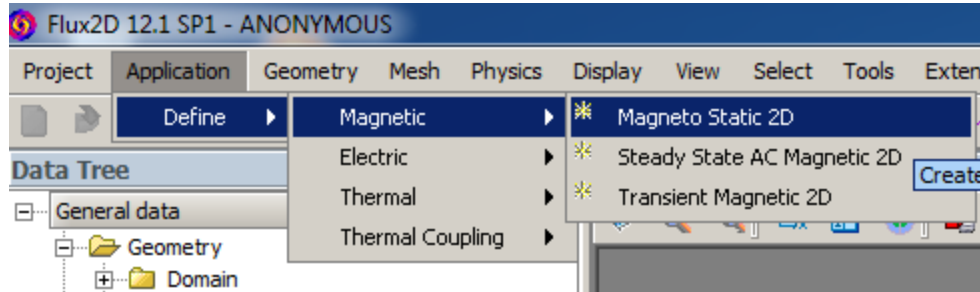 Flux2D 12.1 SP1 - ANONYMOUS
Project Application Geometry Mesh Physics Display View Select Tools Exten
Define Magnetic Magneto Static 2D
Electric Steady State AC Magnetic 2D
Data Tree Create
Thermal Transient Magnetic 2D
General data
Thermal Coupling
Geometry
Domain